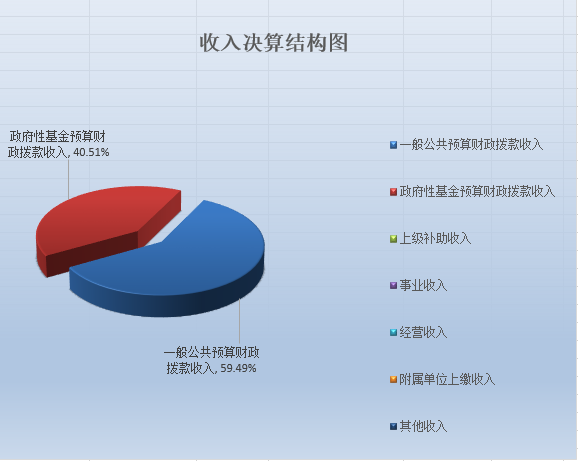 收入决算结构图
政府性基金预算财
政拨款收入, 40.51%
一般公共预算财政
拨款收入, 59.49%
一般公共预算财政拨款收入
政府性基金预算财政拨款收入
上级补助收入
事业收入
经营收入
附属单位上缴收入
其他收入